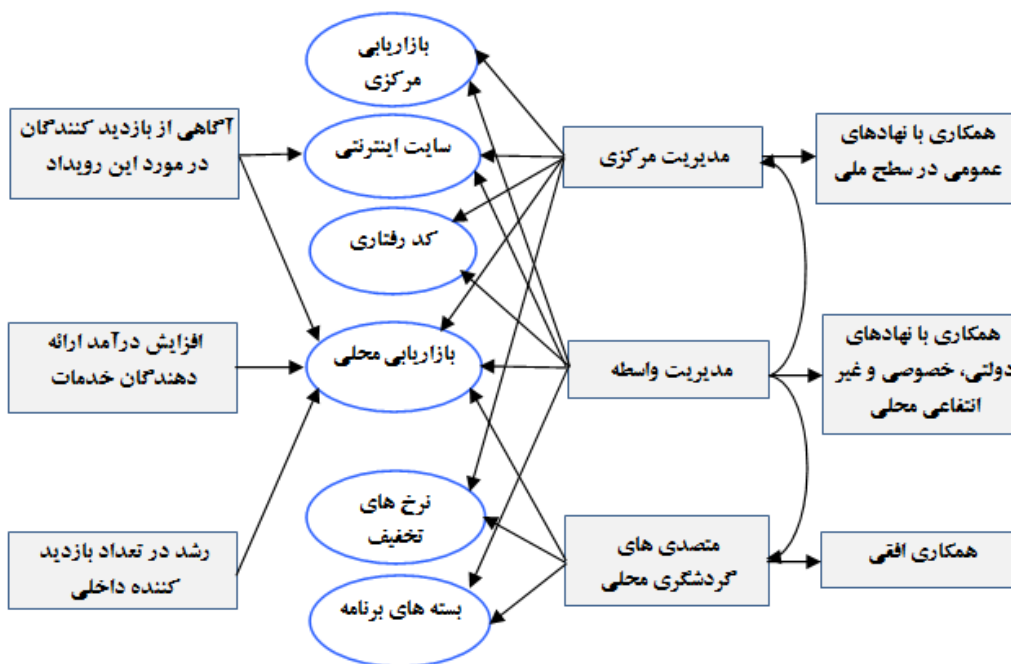 بازاریابی
مرکزی
آگاهی از بازدید کنندگان
در مورد این رویداد
سایت اینترنتی
مدیریت مرکزی
همکاری با نهادهای
عمومی در سطح ملی
کد رفتاری
افزایش درآمد ارائه
دهندگان خدمات
بازاریابی محلی
مدیریت واسطه
همکاری با نهادهای
دولتی، خصوصی و غیر
انتفاعی محلی
نرخ های
تخفیف
رشد در تعداد بازدید
کننده داخلی
متصدی های
گردشگری محلی
همکاری افقی
بسته های برنامه